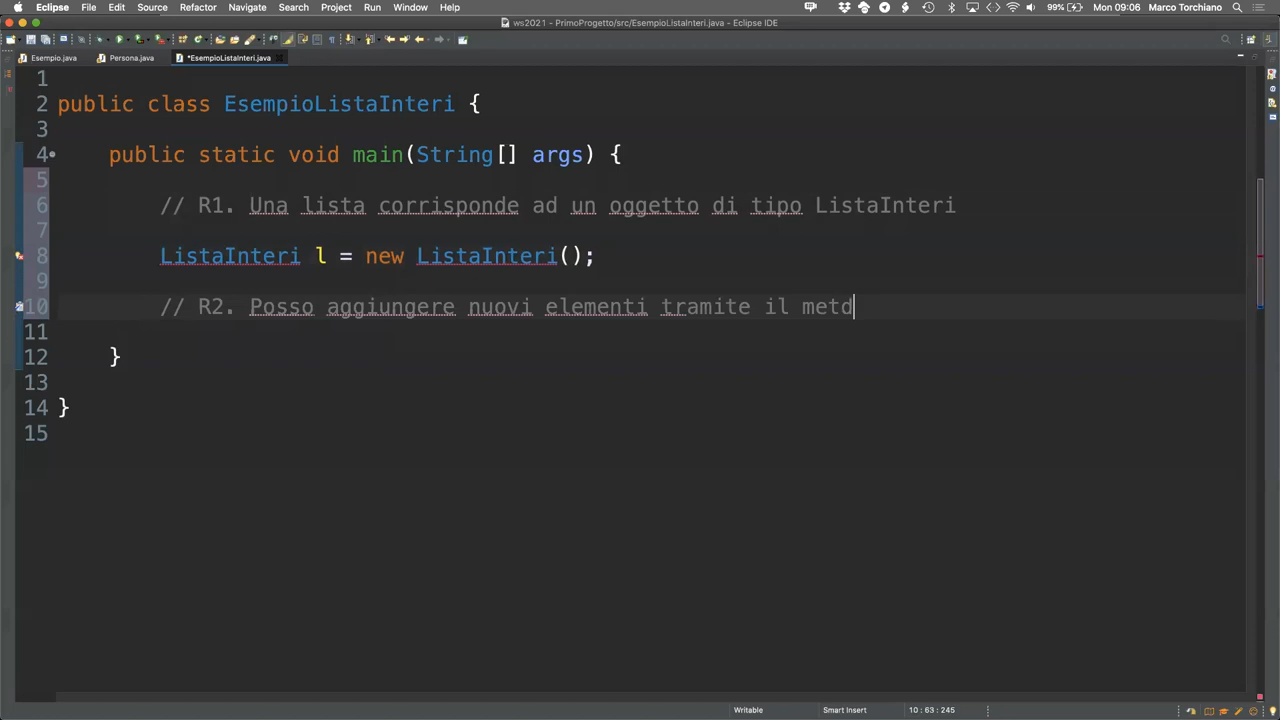 Eclipse File Edit Source Refactor Navigate Search Project Run Window Help 99% Mon 09:06 Marco Torchiano
ws2021 - PrimoProgetto/src/EsempioListaInteri.java - Eclipse IDE
Esempio.java Persona.java *EsempioListaInteri.java
1
2 public class EsempioListaInteri {
3
4 public static void main(String[] args) {
5
6 // R1. Una lista corrisponde ad un oggetto di tipo ListaInteri
7
8 ListaInteri l = new ListaInteri();
9
10 // R2. Posso aggiungere nuovi elementi tramite il metd
11
12 }
13
14 }
15
Writable Smart Insert 10 : 63 : 245